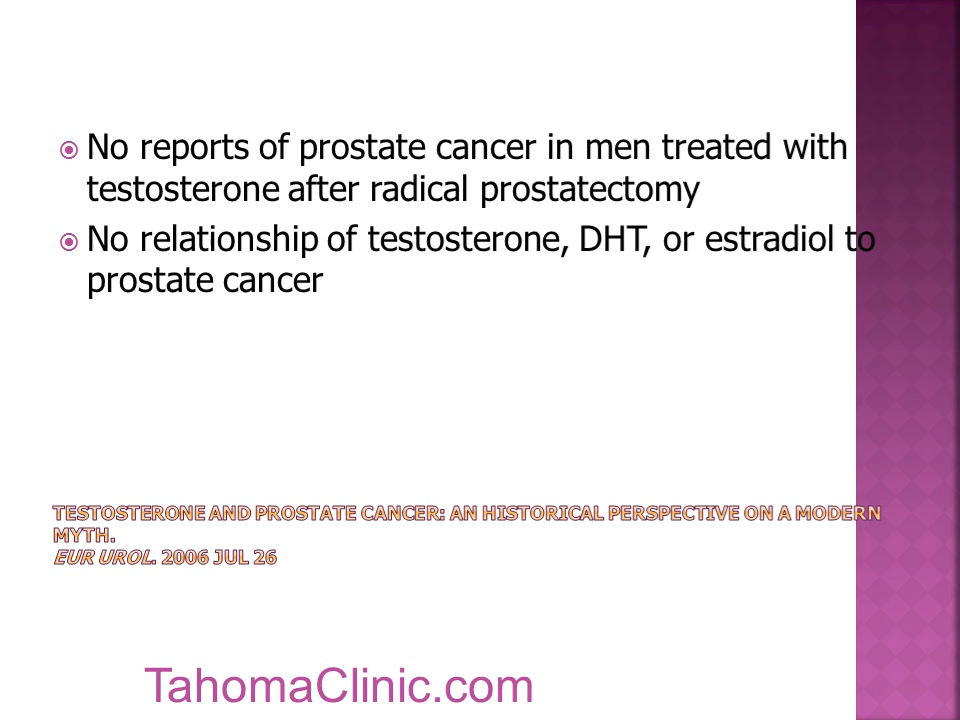 No reports of prostate cancer in men treated with
testosterone after radical prostatectomy
No relationship of testosterone, DHT, or estradiol to
prostate cancer
TESTOSTERONE AND PROSTATE CANCER: AN HISTORICAL PERSPECTIVE ON A MODERN
MYTH.
EUR UROL. 2006 JUL 26
TahomaClinic.com